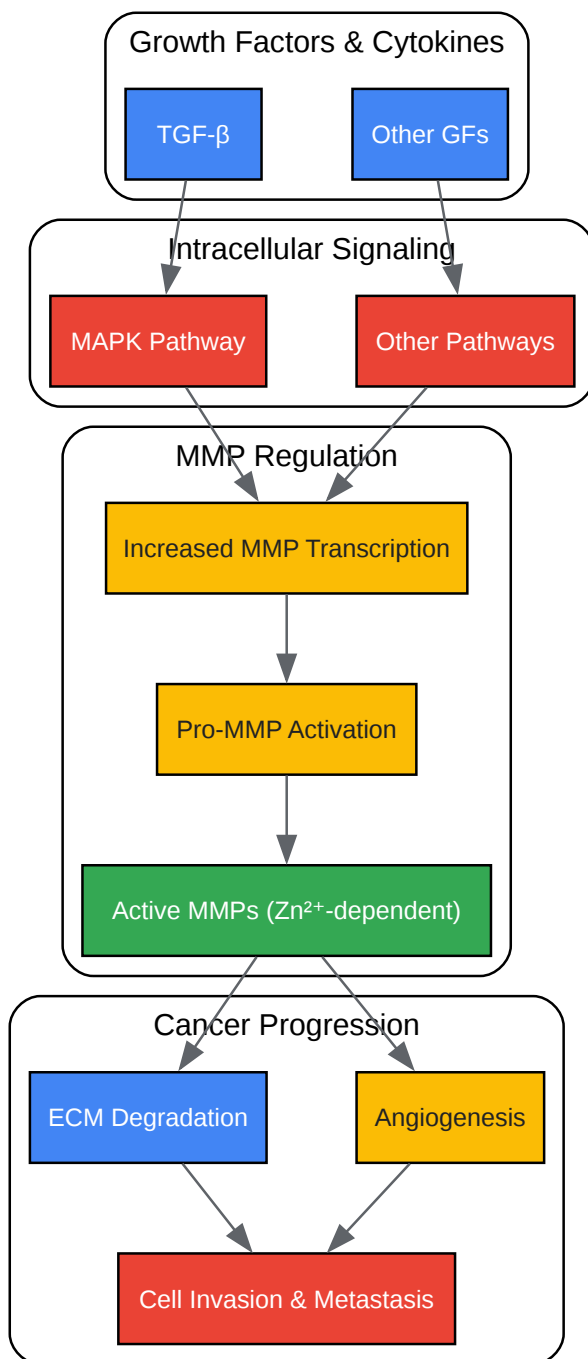 Growth Factors & Cytokines
TGF-β
Other GFs
Intracellular Signaling
MAPK Pathway
Other Pathways
MMP Regulation
Increased MMP Transcription
Pro-MMP Activation
Active MMPs (Zn²⁺-dependent)
Cancer Progression
ECM Degradation
Angiogenesis
Cell Invasion & Metastasis